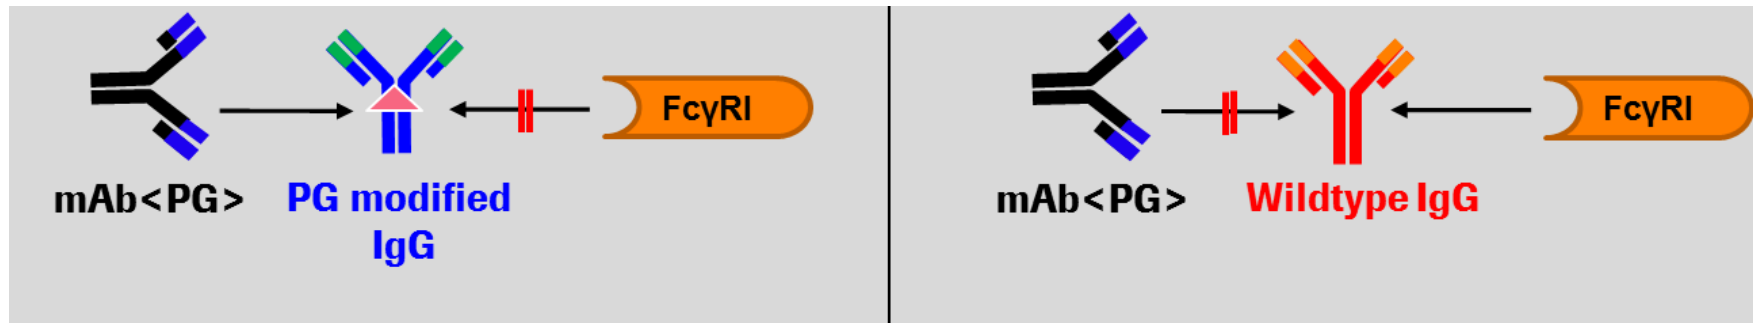 FcγRI
mAb<PG>
PG modified
IgG
FcγRI
mAb<PG>
Wildtype IgG